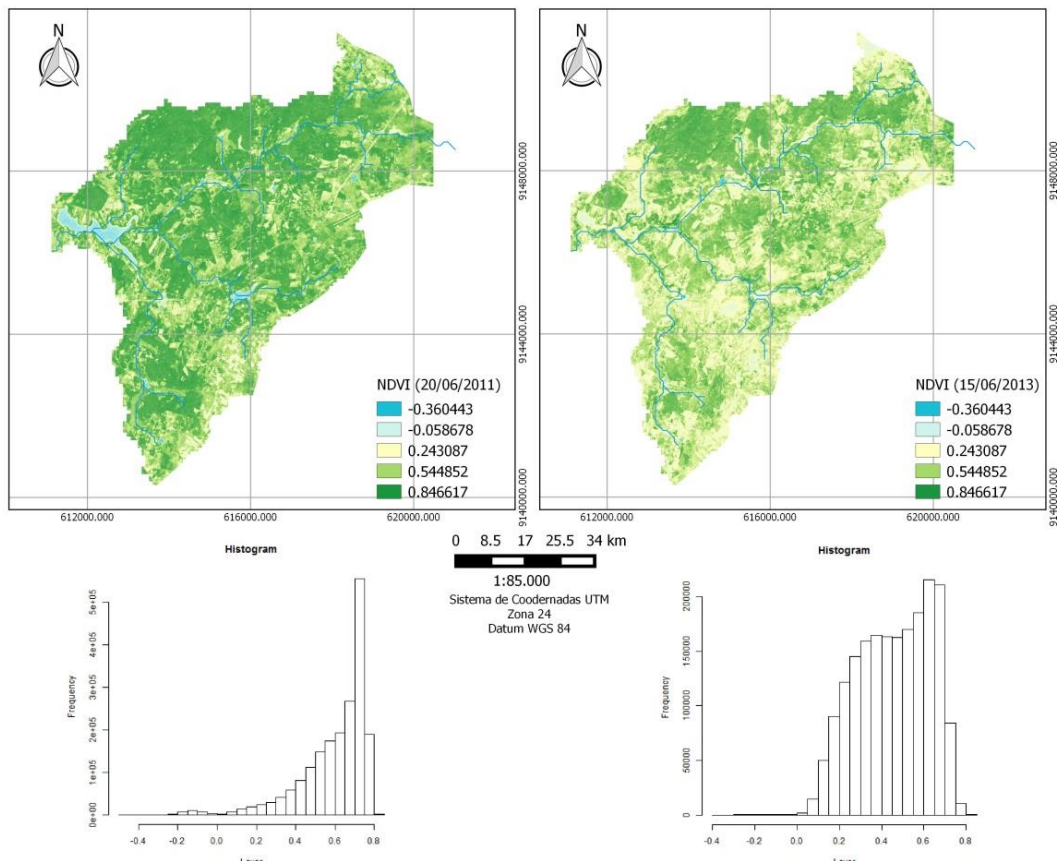 N
N
9148000.000
9144000.000
9140000.000
NDVI (20/06/2011)
-0.360443
-0.058678
0.243087
0.544852
0.846617
612000.000 616000.000 620000.000
9148000.000
9144000.000
9140000.000
NDVI (15/06/2013)
-0.360443
-0.058678
0.243087
0.544852
0.846617
612000.000 616000.000 620000.000
0 8.5 17 25.5 34 km
1:85.000
Sistema de Coodernadas UTM
Zona 24
Datum WGS 84
Histogram
Frequency
5e+05
4e+05
3e+05
2e+05
1e+05
0e+00
-0.4 -0.2 0.0 0.2 0.4 0.6 0.8
Histogram
Frequency
200000
150000
100000
50000
0
-0.4 -0.2 0.0 0.2 0.4 0.6 0.8